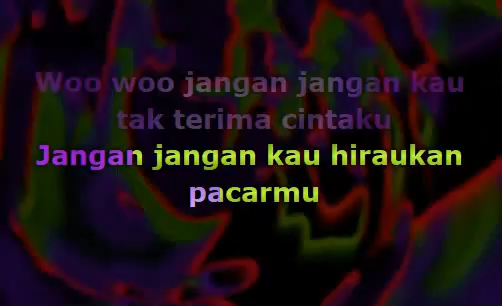 Woo woo jangan jangan kau
tak terima cintaku
Jangan jangan kau hiraukan
pacarmu